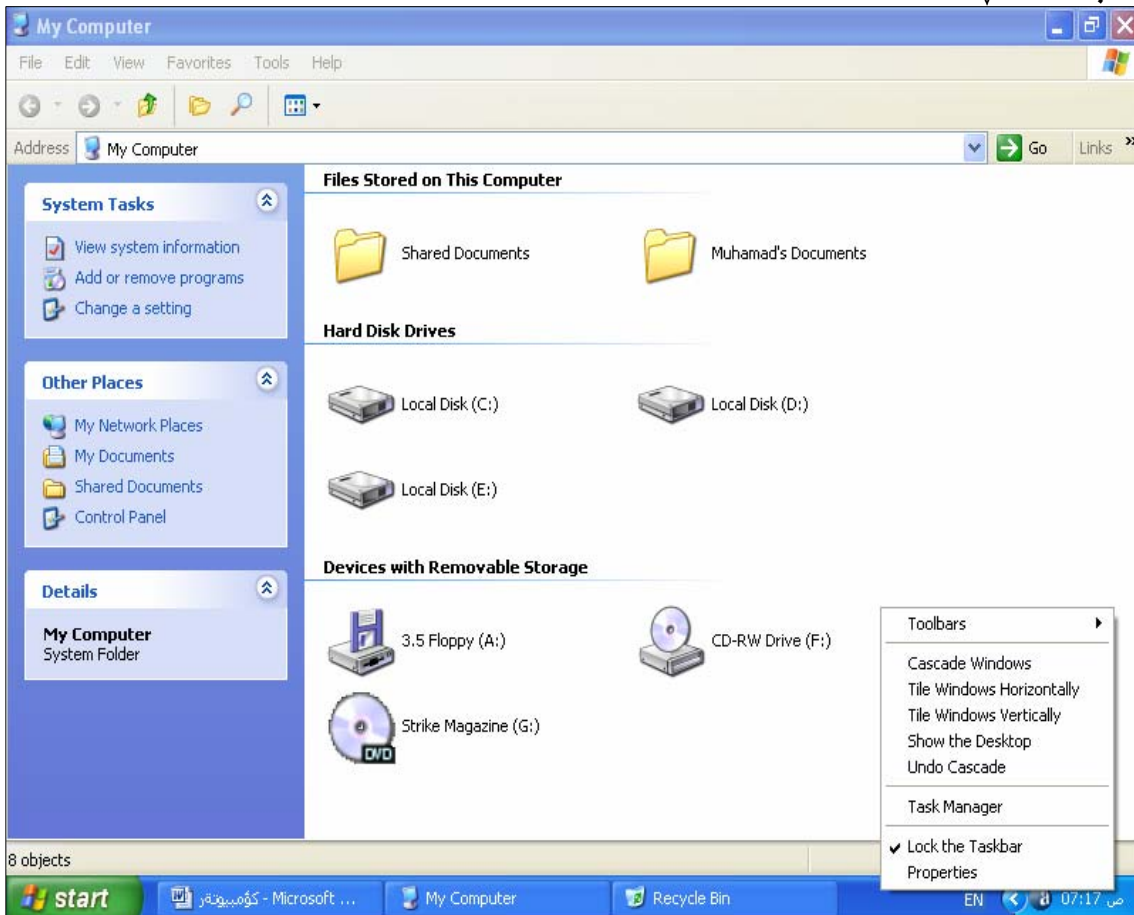 My Computer
File Edit View Favorites Tools Help
Address My Computer Go Links »
System Tasks
View system information
Add or remove programs
Change a setting
Other Places
My Network Places
My Documents
Shared Documents
Control Panel
Details
My Computer
System Folder
Files Stored on This Computer
Shared Documents Muhamad's Documents
Hard Disk Drives
Local Disk (C:) Local Disk (D:)
Local Disk (E:)
Devices with Removable Storage
3.5 Floppy (A:) CD-RW Drive (F:)
Strike Magazine (G:)
DVD
Toolbars
Cascade Windows
Tile Windows Horizontally
Tile Windows Vertically
Show the Desktop
Undo Cascade
Task Manager
Lock the Taskbar
Properties
8 objects
start كؤمبيوتةر - Microsoft ... My Computer Recycle Bin EN 07:17 ص